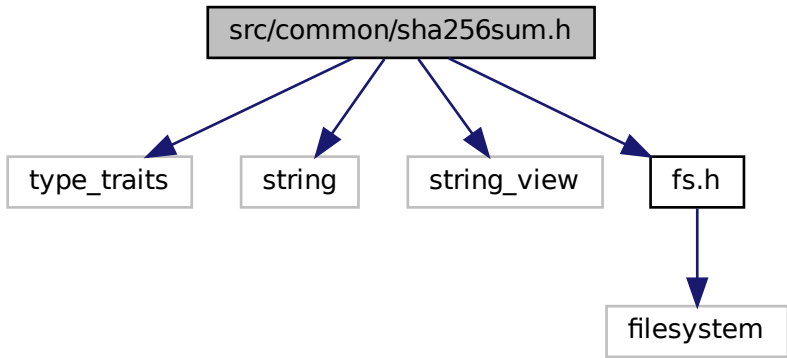 src/common/sha256sum.h
type_traits
string
string_view
fs.h
filesystem